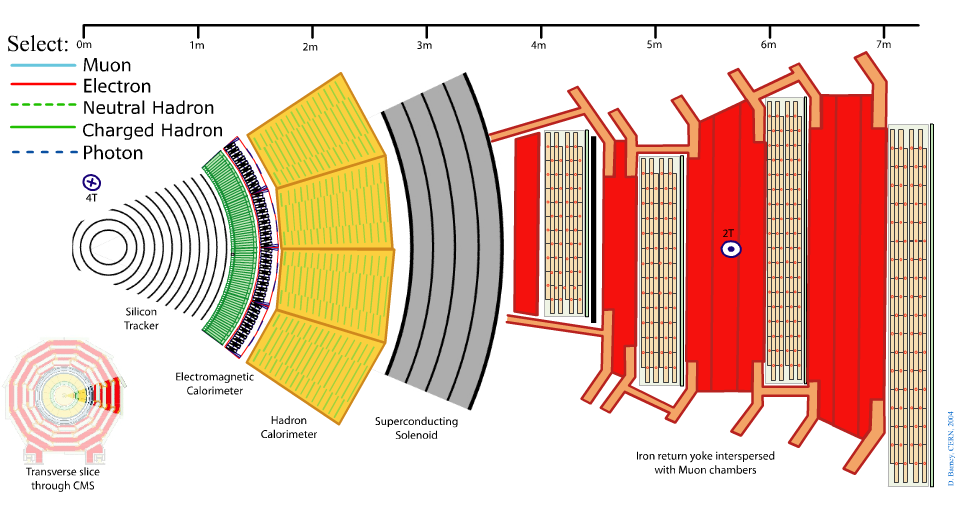 0m 1m 2m 3m 4m 5m 6m 7m
Select:
Muon
Electron
Neutral Hadron
Charged Hadron
Photon
4T
2T
Silicon
Tracker
Electromagnetic
Calorimeter
Hadron
Calorimeter
Superconducting
Solenoid
Iron return yoke interspersed
with Muon chambers
Transverse slice
through CMS
D. Barney, CERN, 2004